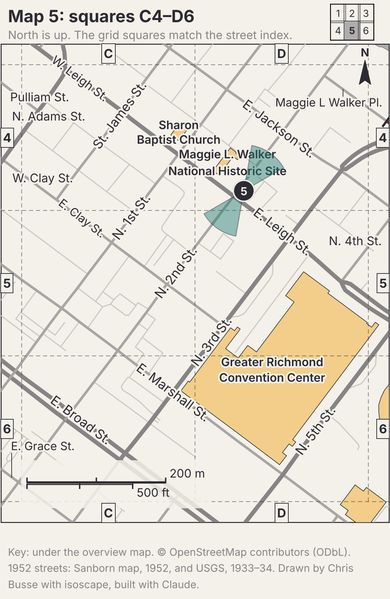 Map 5: squares C4–D6
North is up. The grid squares match the street index.
1 2 3
4 5 6
C
D
N
W. Leigh St.
Pulliam St.
N. Adams St.
St. James St.
E. Jackson St.
Maggie L Walker Pl.
Sharon
Baptist Church
4
4
Maggie L. Walker
National Historic Site
W. Clay St.
5
E. Clay St.
N. 1st St.
E. Leigh St.
N. 4th St.
N. 2nd St.
5
5
N. 3rd St.
Greater Richmond
Convention Center
E. Marshall St.
E. Broad St.
N. 5th St.
6
6
E. Grace St.
200 m
500 ft
C
D
Key: under the overview map. © OpenStreetMap contributors (ODbL).
1952 streets: Sanborn map, 1952, and USGS, 1933–34. Drawn by Chris
Busse with isoscape, built with Claude.